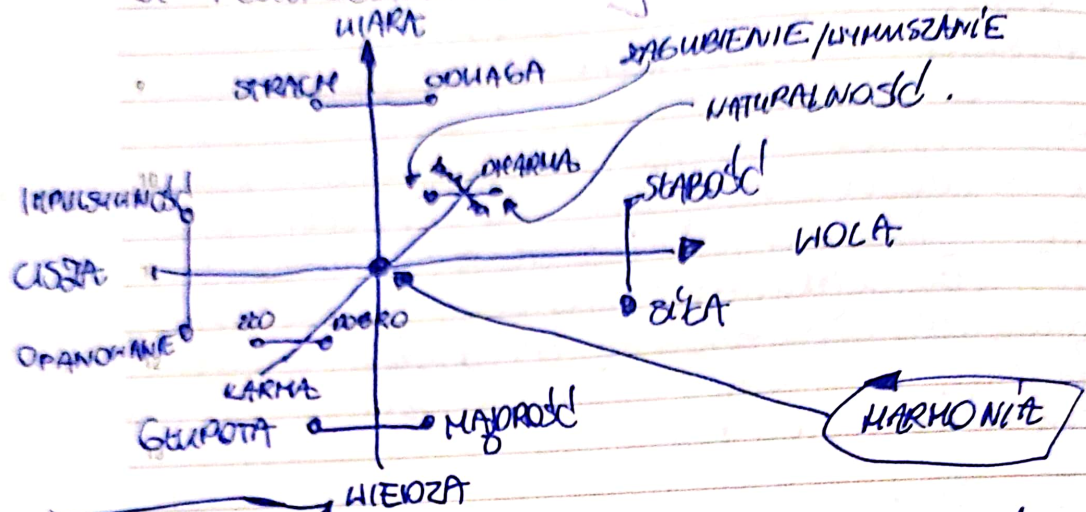 WIARA
STRACH
ODWAGA
ZAGUBIENIE/WYMUSZANIE
NATURALNOŚĆ.
DHARMA
IMPULSYWNOŚĆ
SŁABOŚĆ
WOLA
CISZA
ZŁO
DOBRO
SIŁA
OPANOWANIE
KARMA
GŁUPOTA
MĄDROŚĆ
HARMONIA
WIEDZA